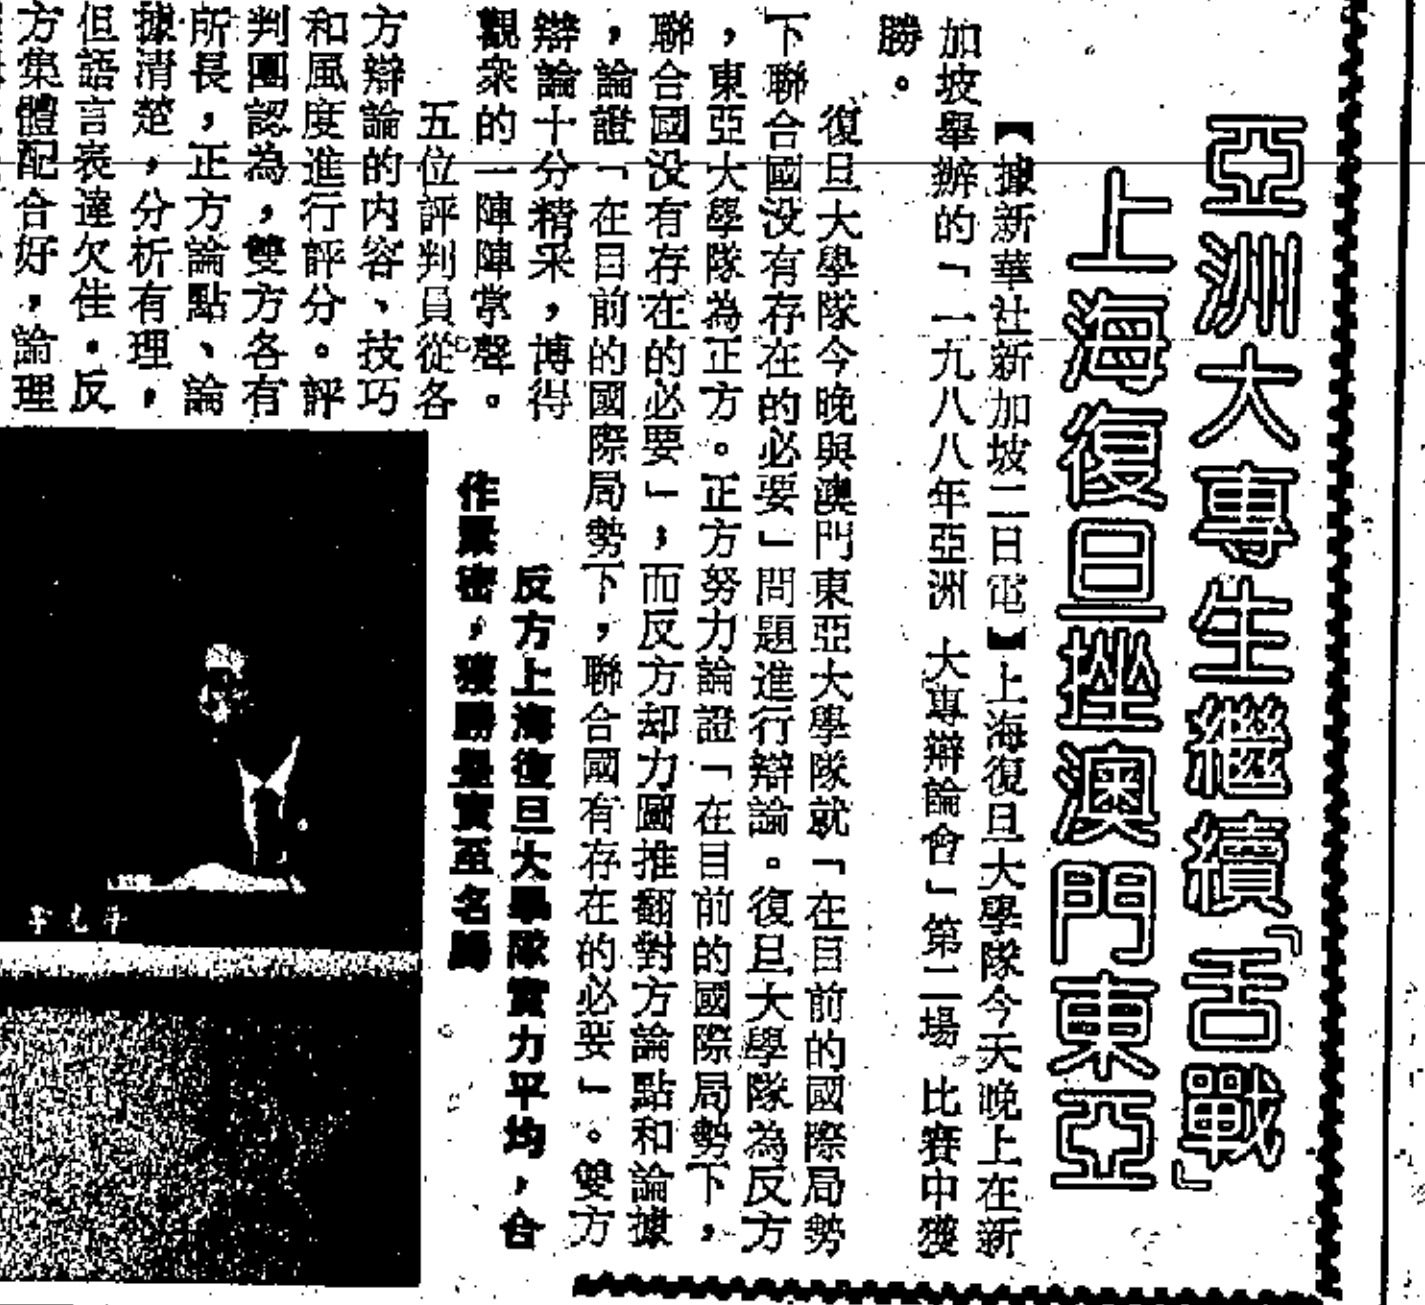 亞洲大專生繼續「舌戰」
上海復旦挫澳門東亞
【據新華社新加坡二日電】上海復旦大學隊今天晚上在新
加坡舉辦的「一九八八年亞洲大專辯論會」第二場比賽中獲
勝。
復旦大學隊今晚與澳門東亞大學隊就「在目前的國際局勢
下聯合國没有存在的必要」問題進行辯論。復旦大學隊為反方
，東亞大學隊為正方。正方努力論證「在目前的國際局勢下，
聯合國没有存在的必要」，而反方却力圖推翻對方論點和論據
，論證「在目前的國際局勢下，聯合國有存在的必要」。雙方
辯論十分精采，博得
觀衆的一陣陣掌聲。
五位評判員從各
方辯論的内容、技巧
和風度進行評分。評
判團認為，雙方各有
所長，正方論點、論
據清楚，分析有理，
但語言表達欠佳。反
方集體配合好，論理
反方上海復旦大學隊實力平均，合
作嚴密，獲勝是實至名歸
李光平